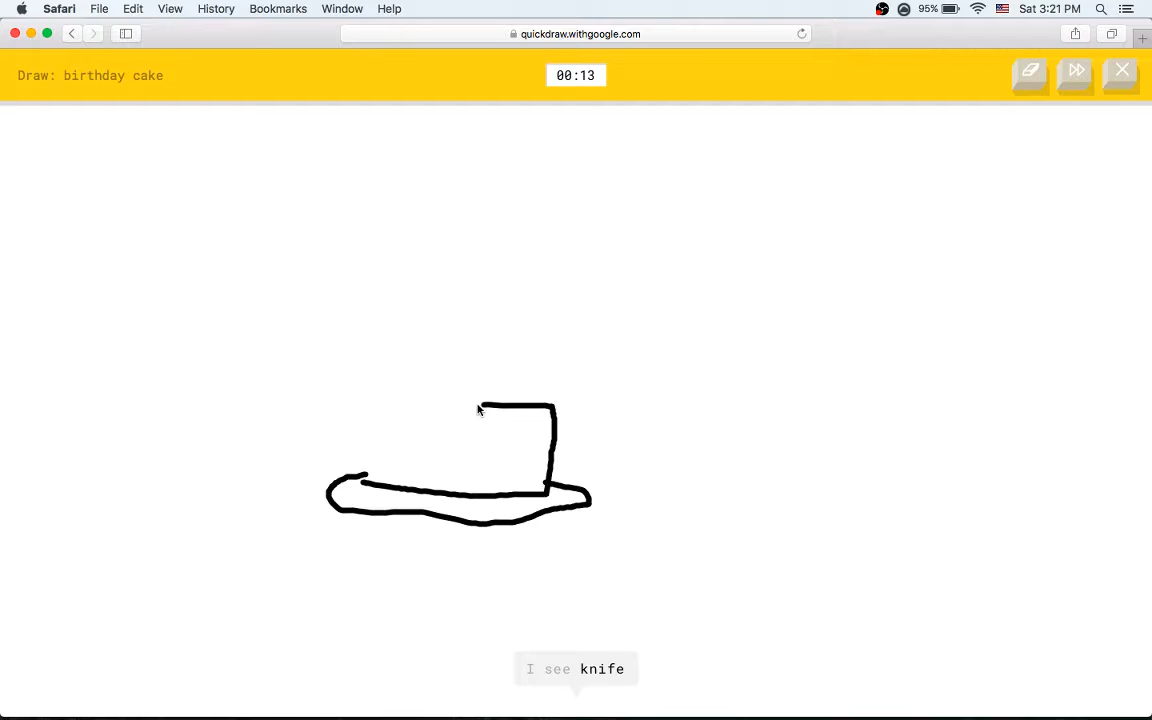 Safari File Edit View History Bookmarks Window Help 95% Sat 3:21 PM
quickdraw.withgoogle.com
Draw: birthday cake 00:13
I see knife